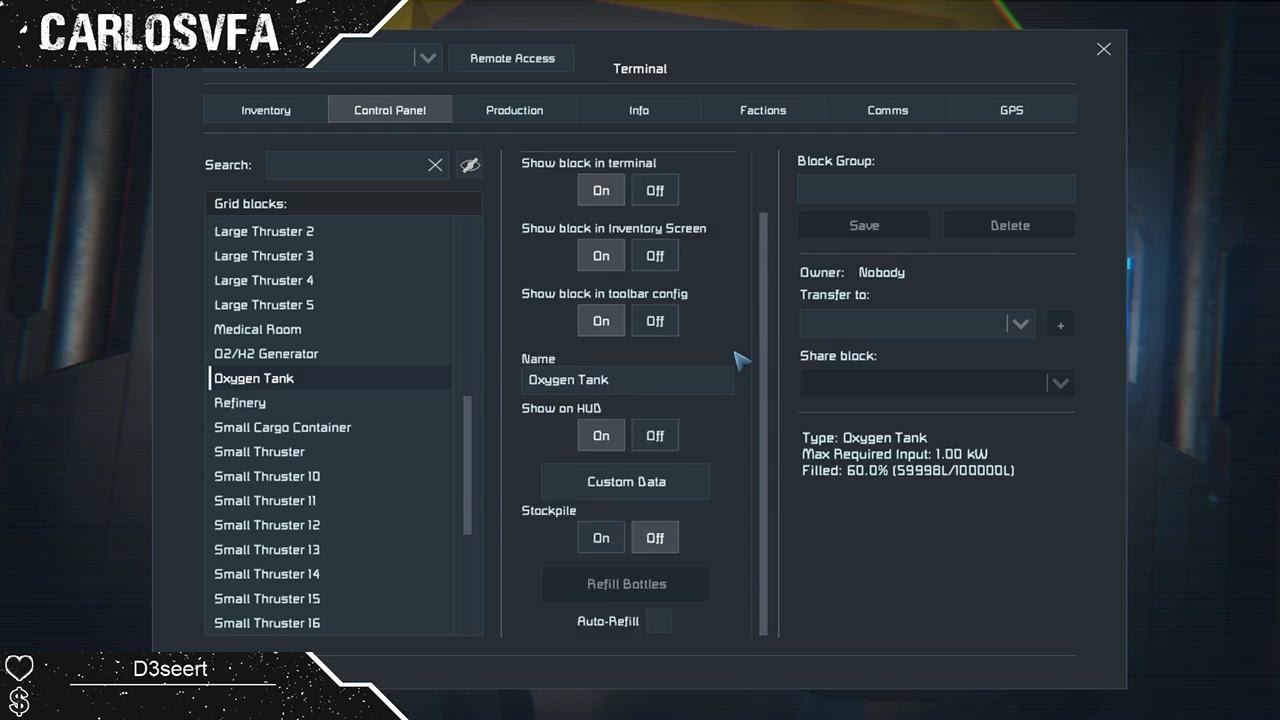 CARLOSVFA
Remote Access
Terminal
Inventory
Control Panel
Production
Info
Factions
Comms
GPS
Search:
Grid blocks:
Large Thruster 2
Large Thruster 3
Large Thruster 4
Large Thruster 5
Medical Room
O2/H2 Generator
Oxygen Tank
Refinery
Small Cargo Container
Small Thruster
Small Thruster 10
Small Thruster 11
Small Thruster 12
Small Thruster 13
Small Thruster 14
Small Thruster 15
Small Thruster 16
Show block in terminal
On Off
Show block in Inventory Screen
On Off
Show block in toolbar config
On Off
Name
Oxygen Tank
Show on HUD
On Off
Custom Data
Stockpile
On Off
Refill Bottles
Auto-Refill
Block Group:
Save Delete
Owner: Nobody
Transfer to:
+
Share block:
Type: Oxygen Tank
Max Required Input: 1.00 kW
Filled: 60.0% (59998L/100000L)
D3seert
$